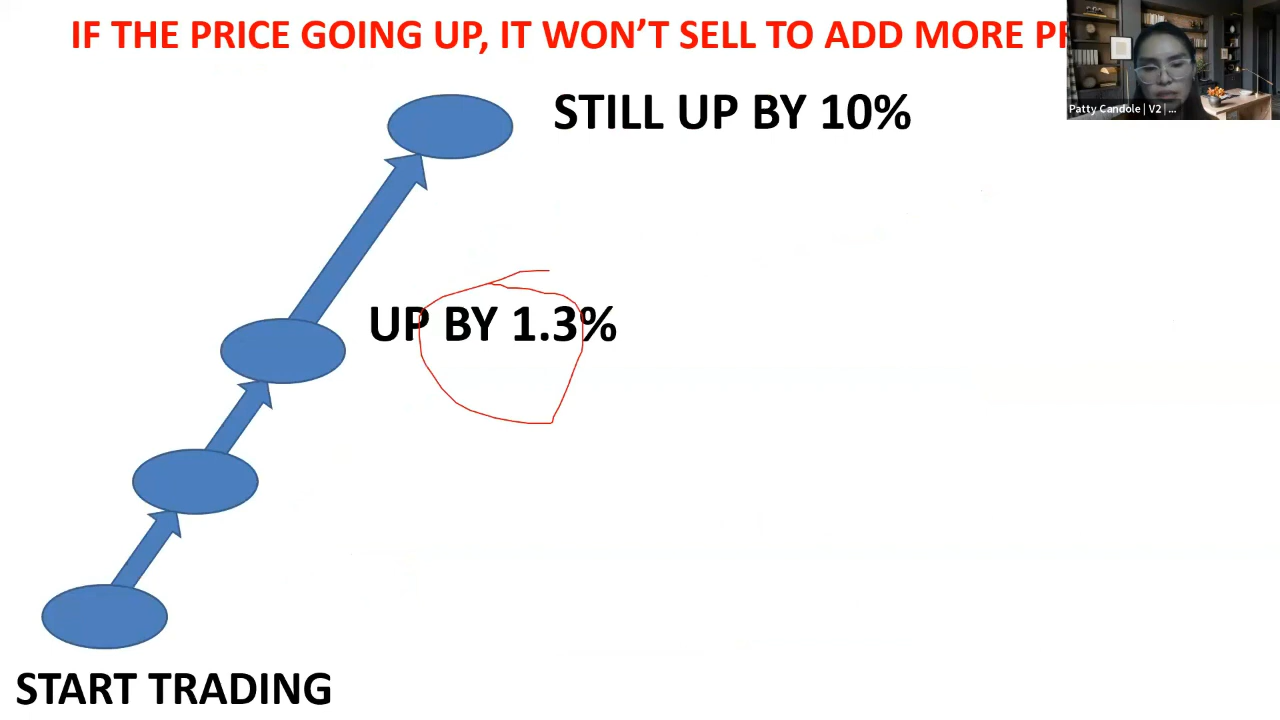 IF THE PRICE GOING UP, IT WON'T SELL TO ADD MORE
Patty Candole | V2 | ...
STILL UP BY 10%
UP BY 1.3%
START TRADING